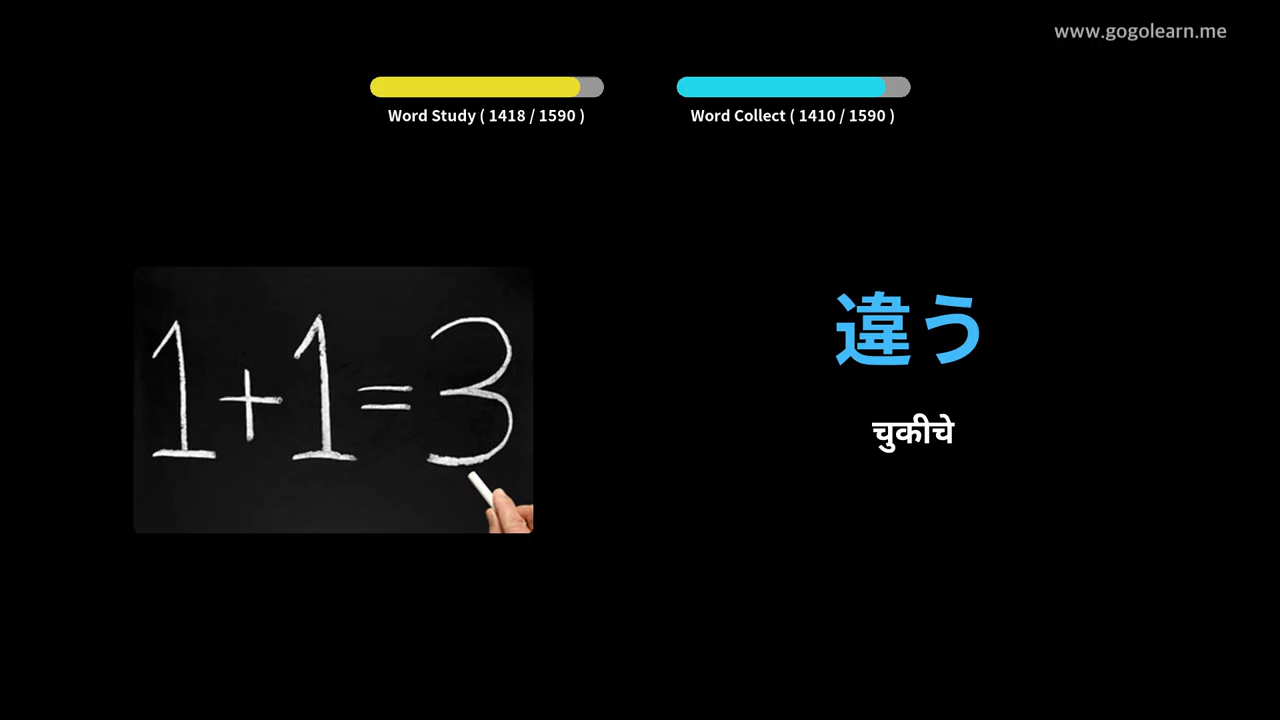 www.gogolearn.me
Word Study ( 1418 / 1590 )
Word Collect ( 1410 / 1590 )
1+1=3
違う
चुकीचे